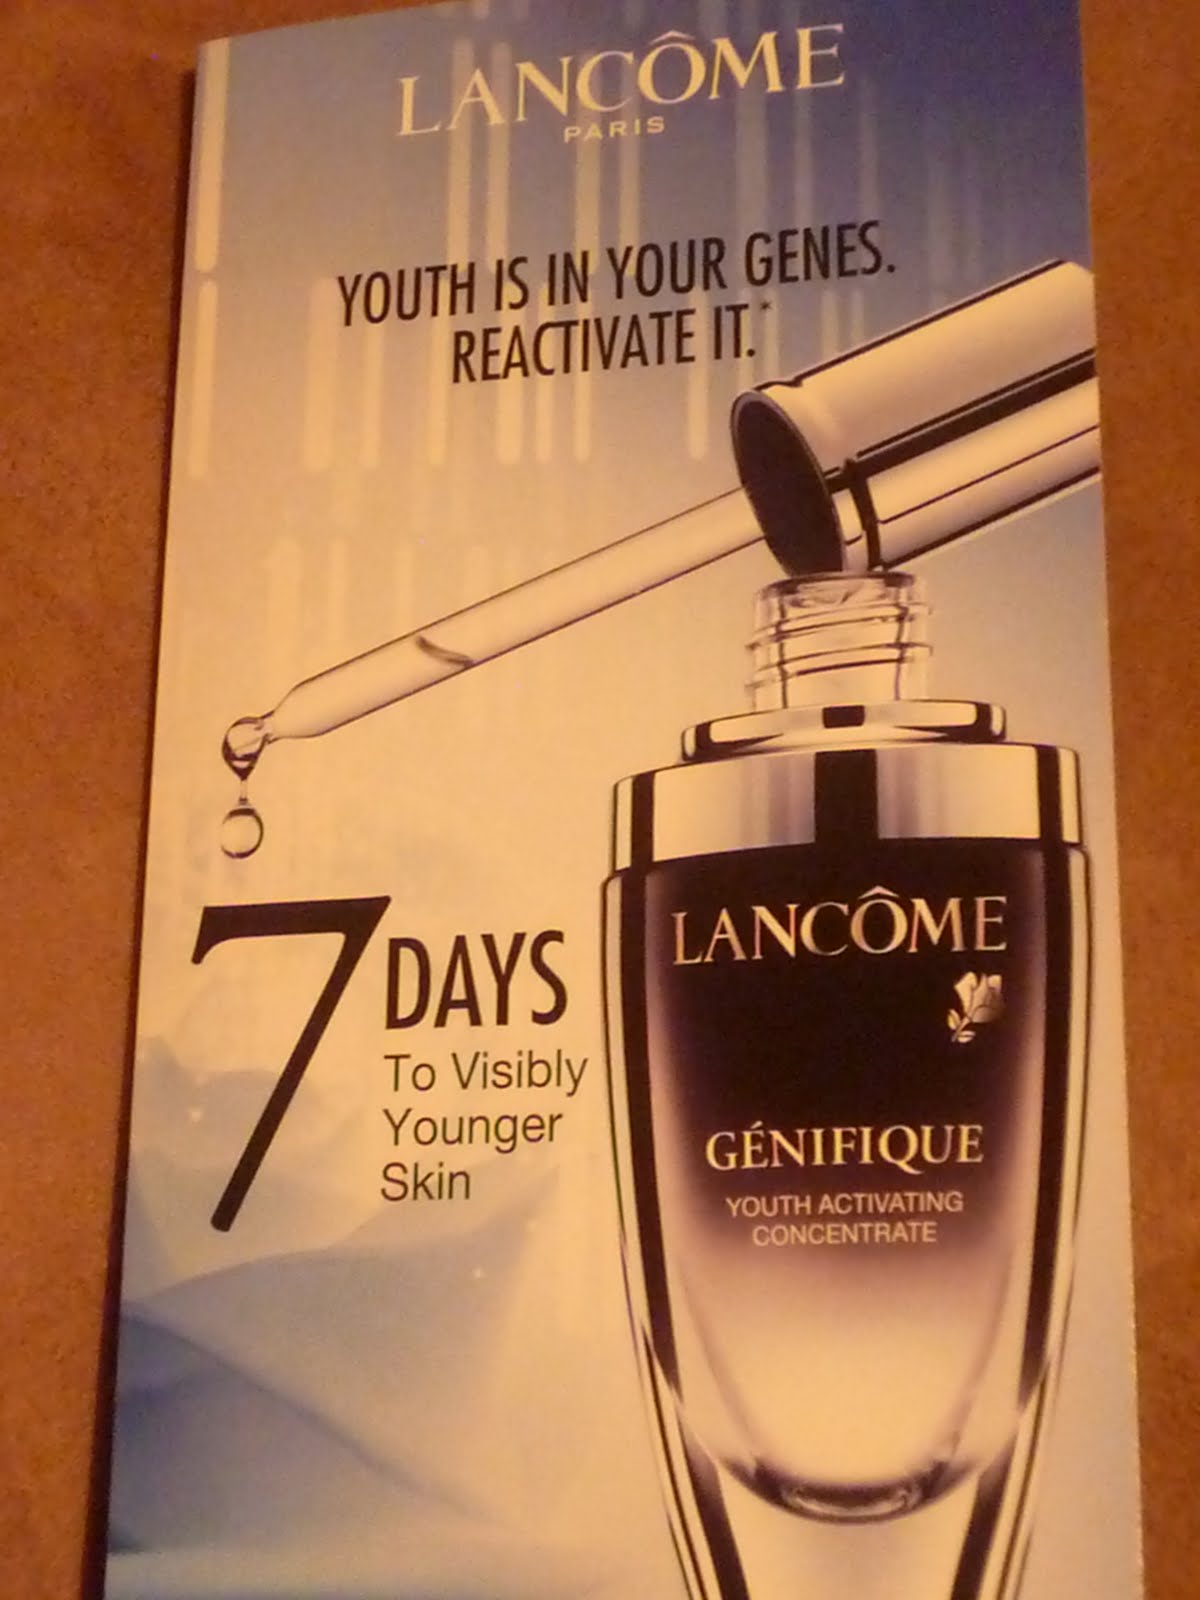 LANCÔME
PARIS
YOUTH IS IN YOUR GENES.
REACTIVATE IT.*
7 DAYS
To Visibly
Younger
Skin
LANCÔME
GÉNIFIQUE
YOUTH ACTIVATING
CONCENTRATE